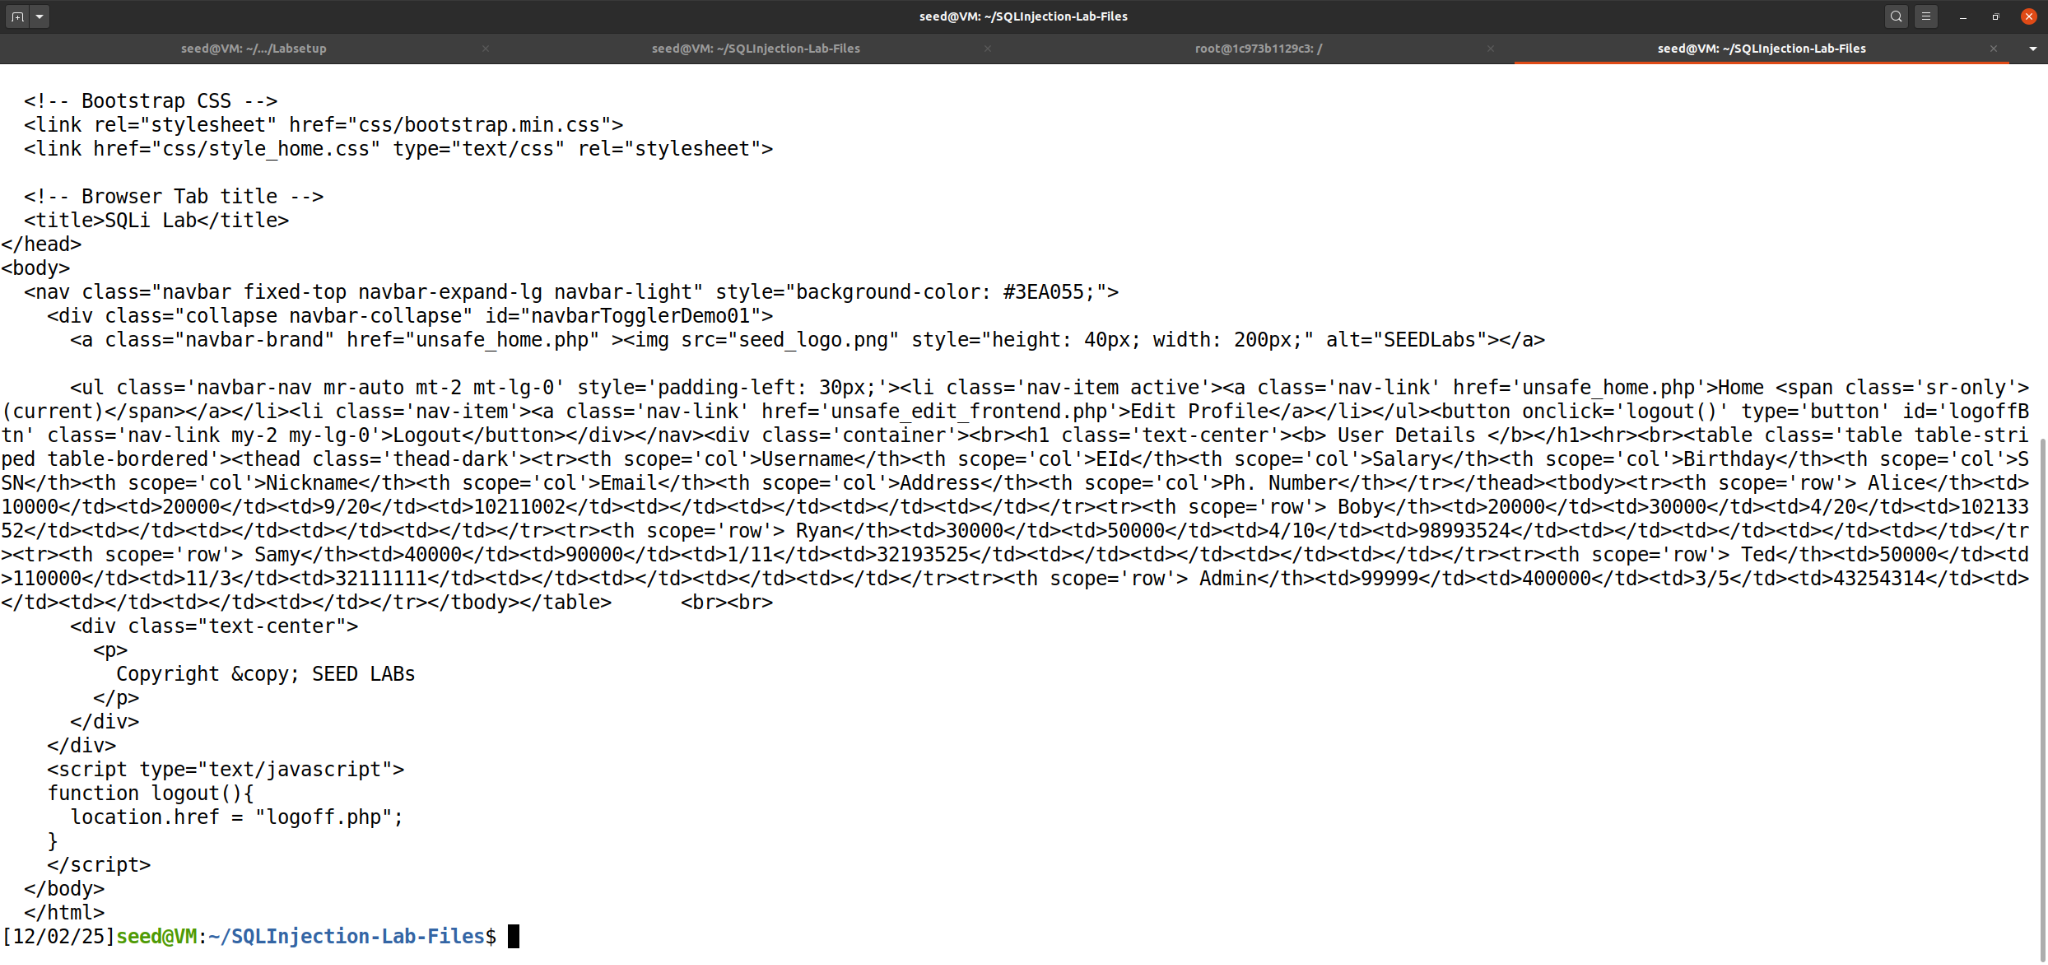 seed@VM: ~/SQLInjection-Lab-Files
seed@VM: ~/.../Labsetup
seed@VM: ~/SQLInjection-Lab-Files
root@1c973b1129c3: /
seed@VM: ~/SQLInjection-Lab-Files
  <!-- Bootstrap CSS -->
  <link rel="stylesheet" href="css/bootstrap.min.css">
  <link href="css/style_home.css" type="text/css" rel="stylesheet">
  <!-- Browser Tab title -->
  <title>SQLi Lab</title>
</head>
<body>
  <nav class="navbar fixed-top navbar-expand-lg navbar-light" style="background-color: #3EA055;">
    <div class="collapse navbar-collapse" id="navbarTogglerDemo01">
      <a class="navbar-brand" href="unsafe_home.php" ><img src="seed_logo.png" style="height: 40px; width: 200px;" alt="SEEDLabs"></a>
      <ul class='navbar-nav mr-auto mt-2 mt-lg-0' style='padding-left: 30px;'><li class='nav-item active'><a class='nav-link' href='unsafe_home.php'>Home <span class='sr-only'>
(current)</span></a></li><li class='nav-item'><a class='nav-link' href='unsafe_edit_frontend.php'>Edit Profile</a></li></ul><button onclick='logout()' type='button' id='logoffB
tn' class='nav-link my-2 my-lg-0'>Logout</button></div></nav><div class='container'><br><h1 class='text-center'><b> User Details </b></h1><hr><br><table class='table table-stri
ped table-bordered'><thead class='thead-dark'><tr><th scope='col'>Username</th><th scope='col'>EId</th><th scope='col'>Salary</th><th scope='col'>Birthday</th><th scope='col'>S
SN</th><th scope='col'>Nickname</th><th scope='col'>Email</th><th scope='col'>Address</th><th scope='col'>Ph. Number</th></tr></thead><tbody><tr><th scope='row'> Alice</th><td>
10000</td><td>20000</td><td>9/20</td><td>10211002</td><td></td><td></td><td></td><td></td></tr><tr><th scope='row'> Boby</th><td>20000</td><td>30000</td><td>4/20</td><td>102133
52</td><td></td><td></td><td></td><td></td></tr><tr><th scope='row'> Ryan</th><td>30000</td><td>50000</td><td>4/10</td><td>98993524</td><td></td><td></td><td></td><td></td></tr
><tr><th scope='row'> Samy</th><td>40000</td><td>90000</td><td>1/11</td><td>32193525</td><td></td><td></td><td></td><td></td></tr><tr><th scope='row'> Ted</th><td>50000</td><td
>110000</td><td>11/3</td><td>32111111</td><td></td><td></td><td></td><td></td></tr><tr><th scope='row'> Admin</th><td>99999</td><td>400000</td><td>3/5</td><td>43254314</td><td>
</td><td></td><td></td><td></td></tr></tbody></table>      <br><br>
      <div class="text-center">
        <p>
          Copyright &copy; SEED LABs
        </p>
      </div>
    </div>
    <script type="text/javascript">
    function logout(){
      location.href = "logoff.php";
    }
    </script>
  </body>
  </html>
[12/02/25]seed@VM:~/SQLInjection-Lab-Files$